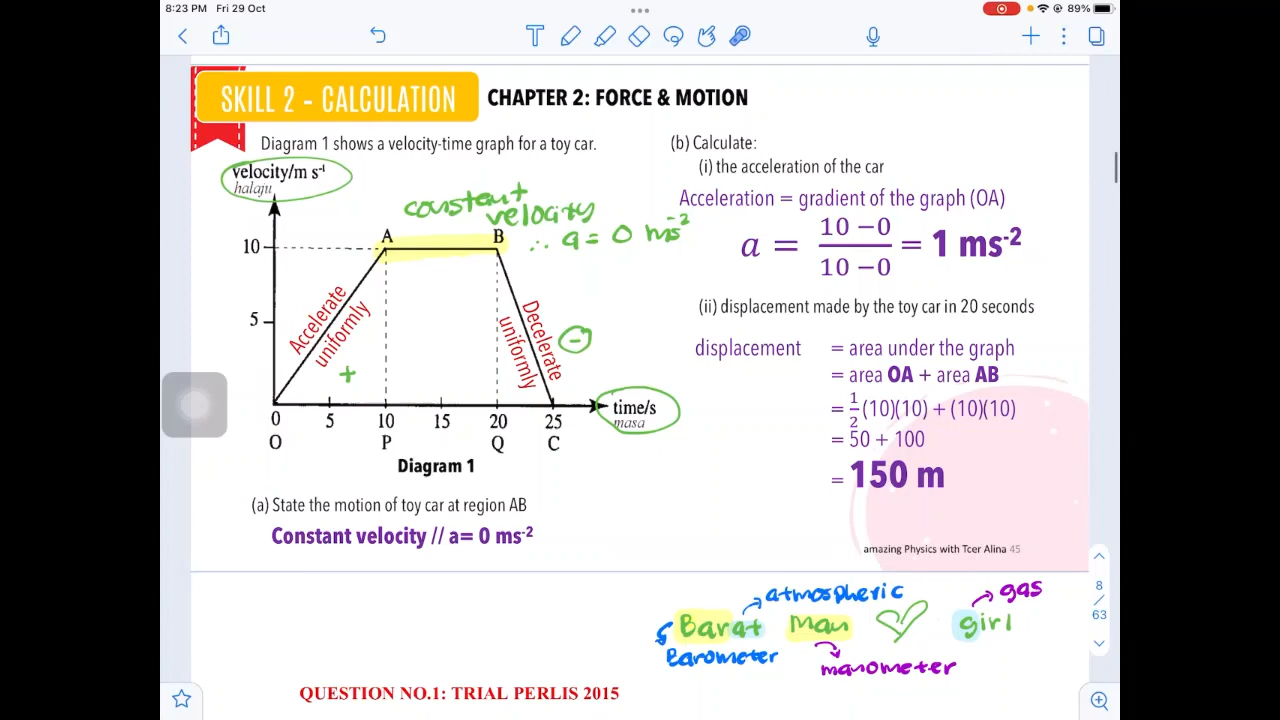 8:23 PM Fri 29 Oct
89%
SKILL 2 - CALCULATION
CHAPTER 2: FORCE & MOTION
Diagram 1 shows a velocity-time graph for a toy car.
velocity/m s⁻¹
halaju
constant
velocity
∴ a = 0 ms⁻²
A
B
10
5
Accelerate
uniformly
+
Decelerate
uniformly
-
time/s
masa
0 5 10 15 20 25
O P Q C
Diagram 1
(a) State the motion of toy car at region AB
Constant velocity // a= 0 ms⁻²
(b) Calculate:
(i) the acceleration of the car
Acceleration = gradient of the graph (OA)
a = (10 − 0)/(10 − 0) = 1 ms⁻²
(ii) displacement made by the toy car in 20 seconds
displacement = area under the graph
= area OA + area AB
= 1/2 (10)(10) + (10)(10)
= 50 + 100
= 150 m
amazing Physics with Tcer Alina 45
8
/
63
atmospheric
gas
Barat Man girl
Barometer
manometer
QUESTION NO.1: TRIAL PERLIS 2015